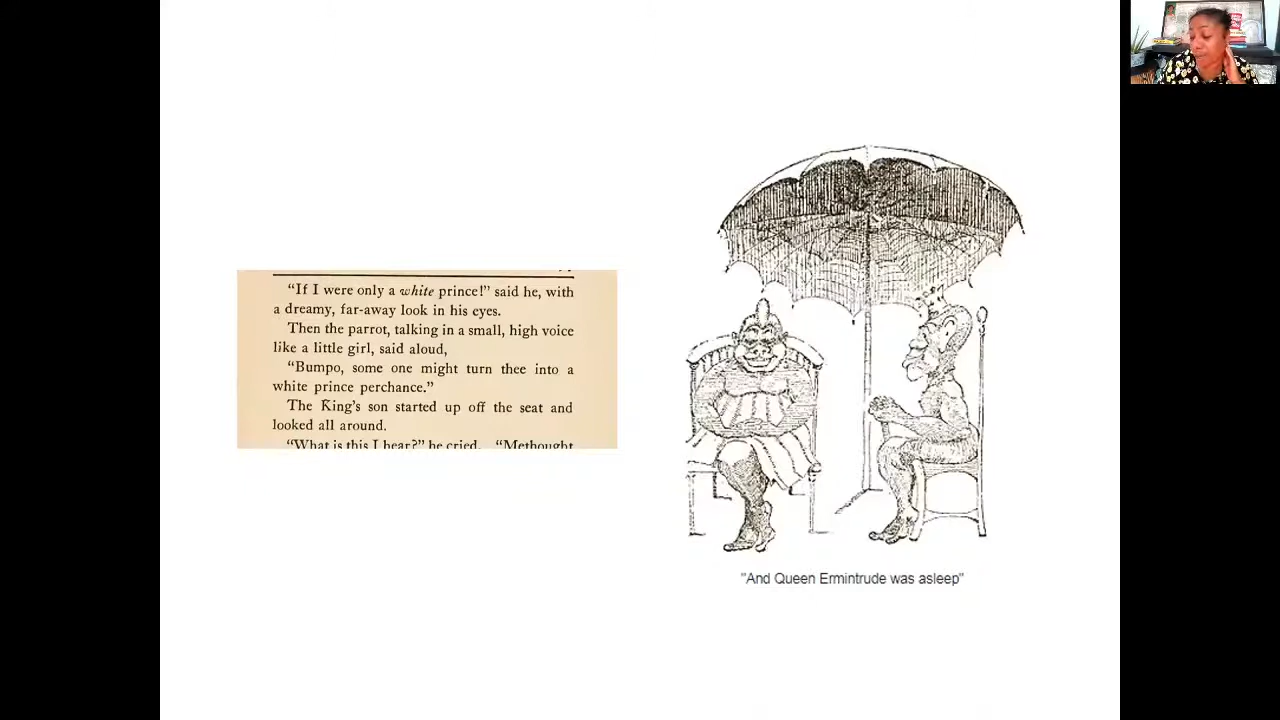 “If I were only a white prince!” said he, with
a dreamy, far-away look in his eyes.
Then the parrot, talking in a small, high voice
like a little girl, said aloud,
“Bumpo, some one might turn thee into a
white prince perchance.”
The King's son started up off the seat and
looked all around.
“What is this I hear?” he cried. “Methought
"And Queen Ermintrude was asleep"